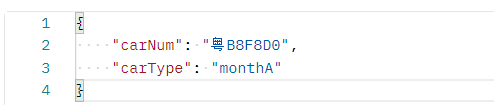 1 {
2     "carNum": "粤B8F8D0",
3     "carType": "monthA"
4 }